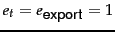 e_t = e_export = 1